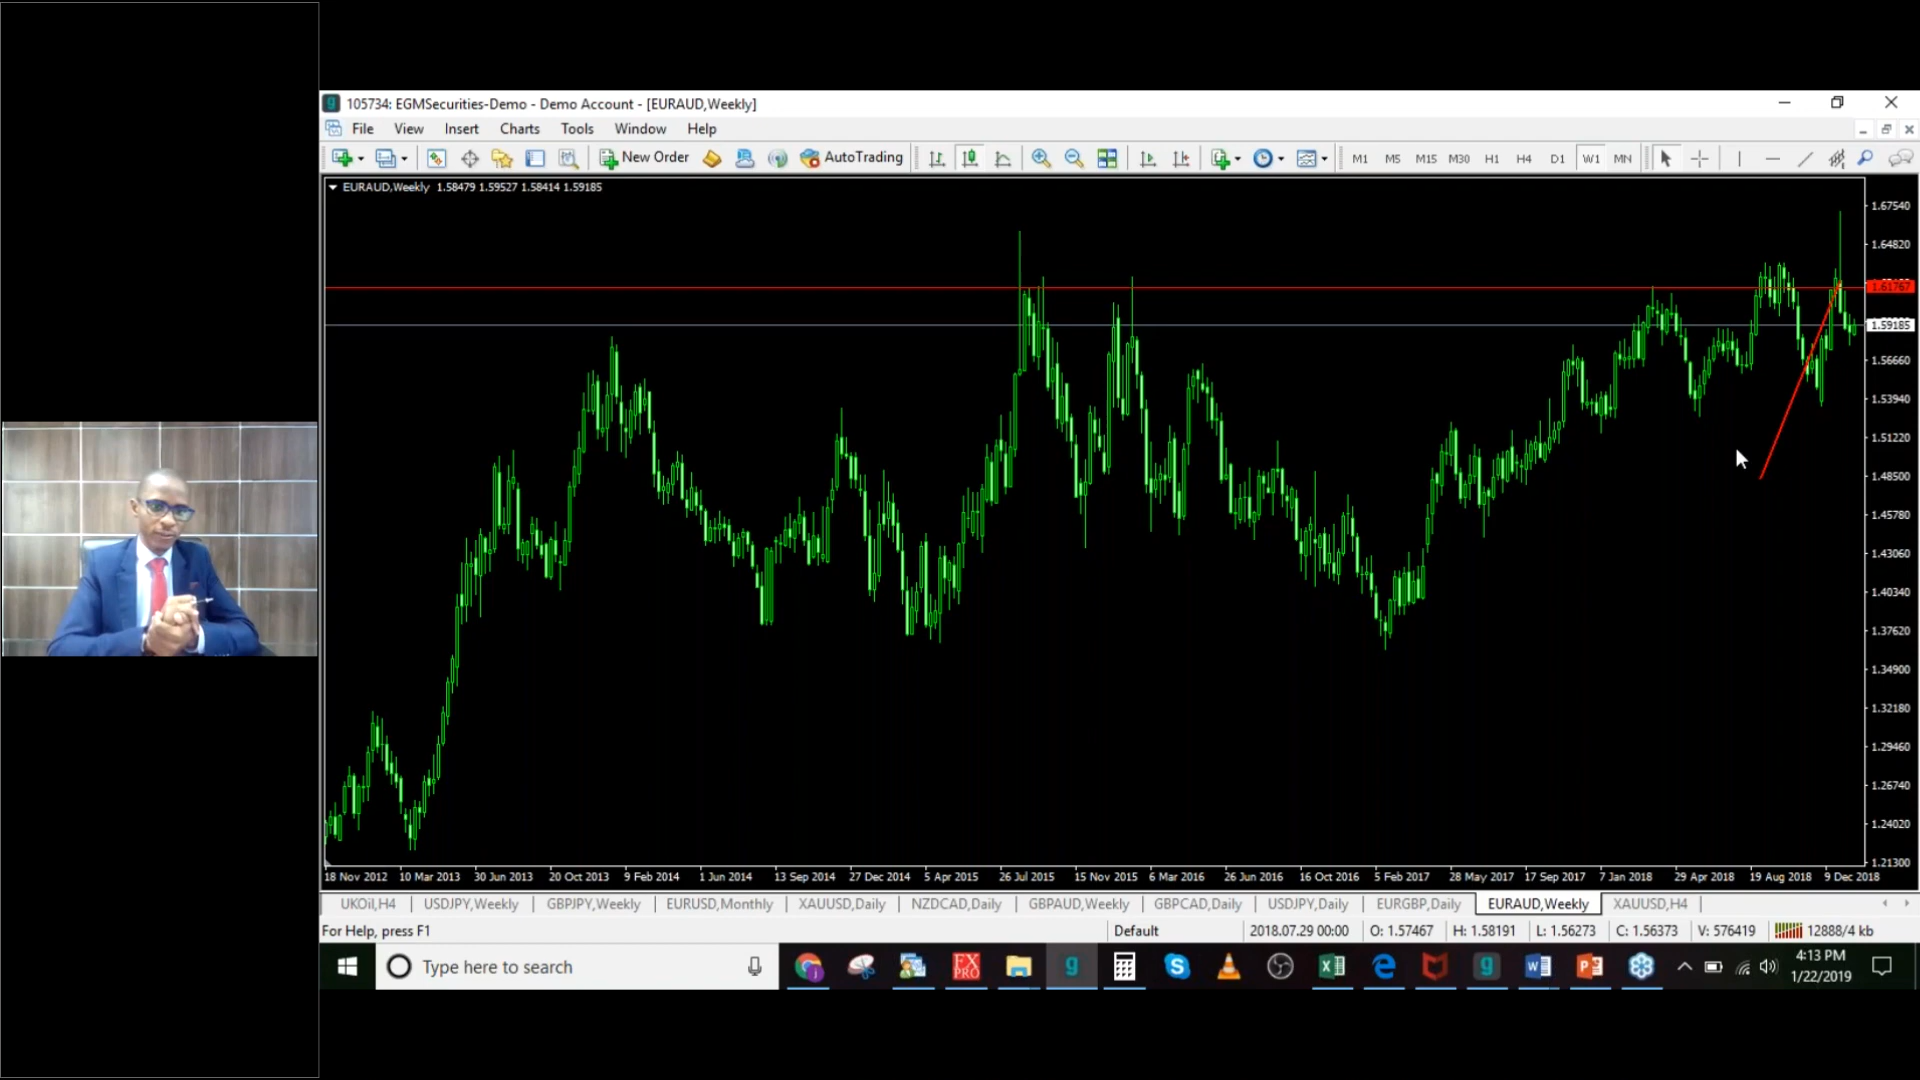 105734: EGMSecurities-Demo - Demo Account - [EURAUD,Weekly]
File View Insert Charts Tools Window Help
New Order AutoTrading M1 M5 M15 M30 H1 H4 D1 W1 MN
EURAUD,Weekly 1.58479 1.59527 1.58414 1.59185
1.67540
1.64820
1.61767
1.59185
1.56660
1.53940
1.51220
1.48500
1.45780
1.43060
1.40340
1.37620
1.34900
1.32180
1.29460
1.26740
1.24020
1.21300
18 Nov 2012 10 Mar 2013 30 Jun 2013 20 Oct 2013 9 Feb 2014 1 Jun 2014 13 Sep 2014 27 Dec 2014 5 Apr 2015 26 Jul 2015 15 Nov 2015 6 Mar 2016 26 Jun 2016 16 Oct 2016 5 Feb 2017 28 May 2017 17 Sep 2017 7 Jan 2018 29 Apr 2018 19 Aug 2018 9 Dec 2018
UKOil,H4 USDJPY,Weekly GBPJPY,Weekly EURUSD,Monthly XAUUSD,Daily NZDCAD,Daily GBPAUD,Weekly GBPCAD,Daily USDJPY,Daily EURGBP,Daily EURAUD,Weekly XAUUSD,H4
For Help, press F1 Default 2018.07.29 00:00 O: 1.57467 H: 1.58191 L: 1.56273 C: 1.56373 V: 576419 12888/4 kb
Type here to search FX PRO 4:13 PM
1/22/2019